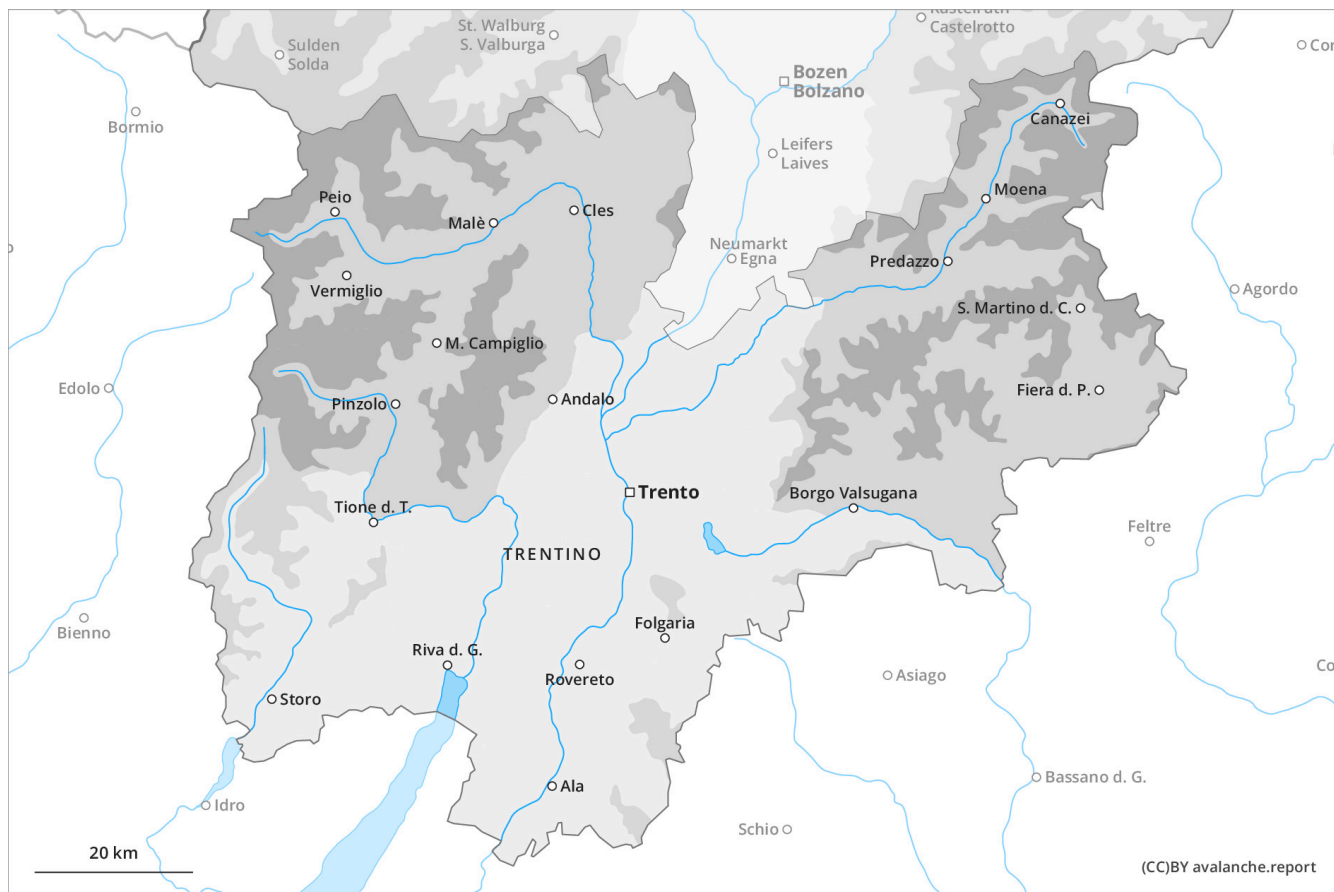 Kastelruth
Castelrotto
St. Walburg
S. Valburga
Sulden
Solda
Cor
Bozen
Bolzano
Bormio
Canazei
Leifers
Laives
Moena
Peio
Malè
Cles
Neumarkt
Egna
Predazzo
Vermiglio
Agordo
S. Martino d. C.
M. Campiglio
Edolo
Fiera d. P.
Pinzolo
Andalo
Trento
Borgo Valsugana
Tione d. T.
Feltre
TRENTINO
Bienno
Folgaria
Riva d. G.
Rovereto
Asiago
Co
Storo
Bassano d. G.
Ala
Idro
Schio
20 km
(CC)BY avalanche.report